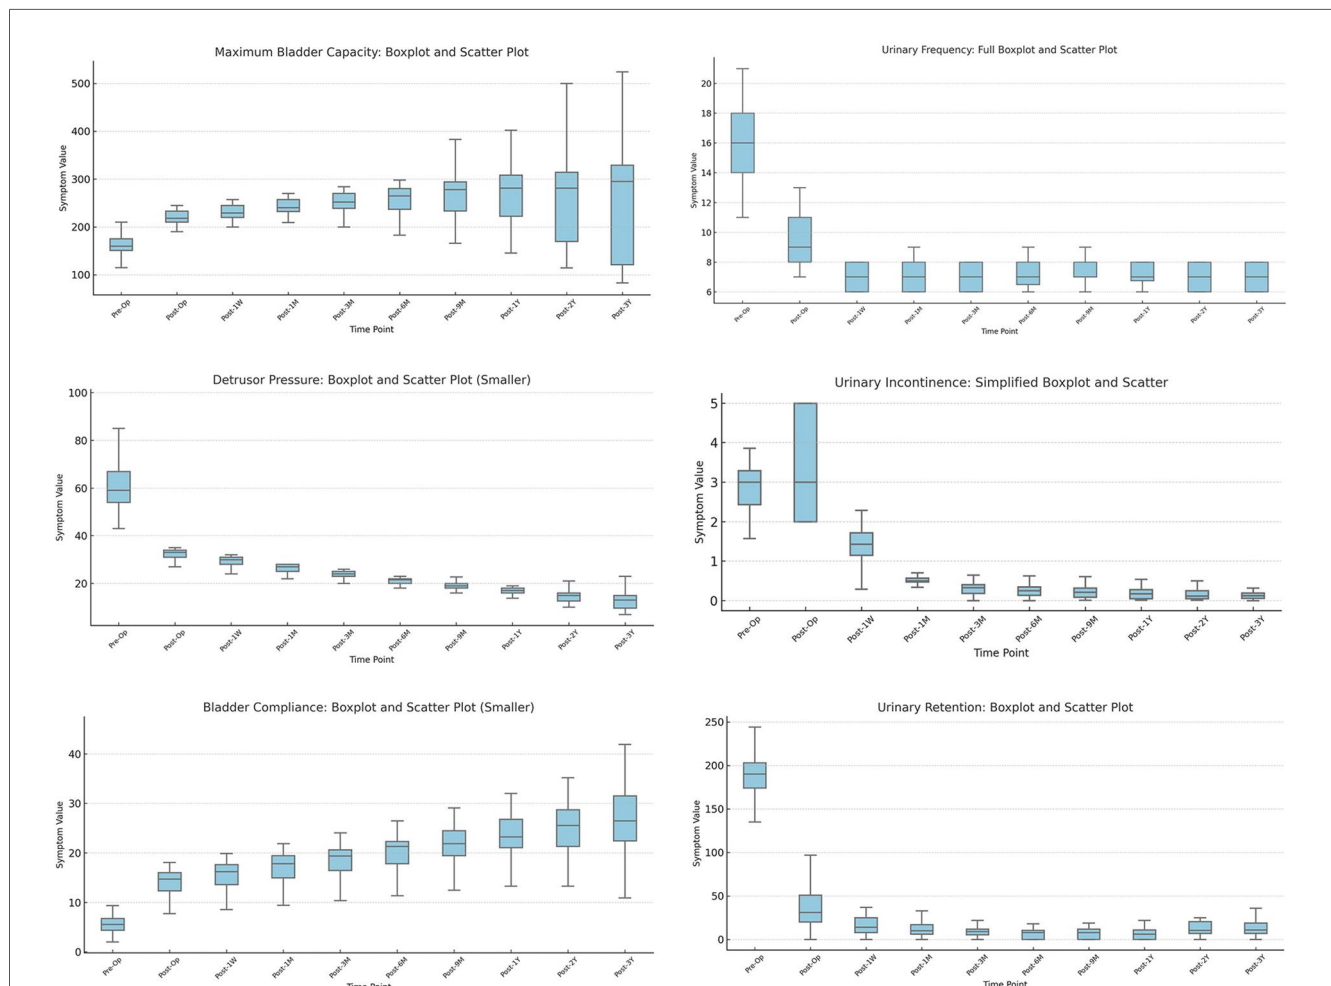 Maximum Bladder Capacity: Boxplot and Scatter Plot
Symptom Value
500
400
300
200
100
Pre-Op
Post-Op
Post-1W
Post-1M
Post-3M
Post-6M
Post-9M
Post-1Y
Post-2Y
Post-3Y
Time Point
Urinary Frequency: Full Boxplot and Scatter Plot
Symptom Value
20
18
16
14
12
10
8
6
Pre-Op
Post-Op
Post-1W
Post-1M
Post-3M
Post-6M
Post-9M
Post-1Y
Post-2Y
Post-3Y
Time Point
Detrusor Pressure: Boxplot and Scatter Plot (Smaller)
Symptom Value
100
80
60
40
20
Pre-Op
Post-Op
Post-1W
Post-1M
Post-3M
Post-6M
Post-9M
Post-1Y
Post-2Y
Post-3Y
Time Point
Urinary Incontinence: Simplified Boxplot and Scatter
Symptom Value
5
4
3
2
1
0
Pre-Op
Post-Op
Post-1W
Post-1M
Post-3M
Post-6M
Post-9M
Post-1Y
Post-2Y
Post-3Y
Time Point
Bladder Compliance: Boxplot and Scatter Plot (Smaller)
Symptom Value
40
30
20
10
0
Pre-Op
Post-Op
Post-1W
Post-1M
Post-3M
Post-6M
Post-9M
Post-1Y
Post-2Y
Post-3Y
Time Point
Urinary Retention: Boxplot and Scatter Plot
Symptom Value
250
200
150
100
50
0
Pre-Op
Post-Op
Post-1W
Post-1M
Post-3M
Post-6M
Post-9M
Post-1Y
Post-2Y
Post-3Y
Time Point